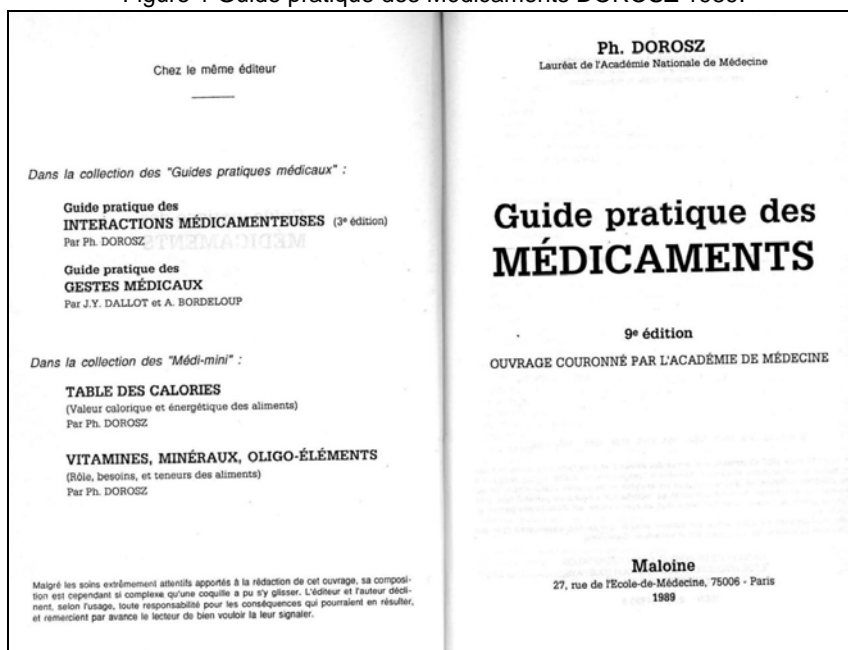 Figure 1 Guide pratique des Médicaments DOROSZ 1989.
Chez le même éditeur
Dans la collection des "Guides pratiques médicaux" :
Guide pratique des
INTERACTIONS MÉDICAMENTEUSES (3e édition)
Par Ph. DOROSZ
Guide pratique des
GESTES MÉDICAUX
Par J.Y. DALLOT et A. BORDELOUP
Dans la collection des "Médi-mini" :
TABLE DES CALORIES
(Valeur calorique et énergétique des aliments)
Par Ph. DOROSZ
VITAMINES, MINÉRAUX, OLIGO-ÉLÉMENTS
(Rôle, besoins, et teneurs des aliments)
Par Ph. DOROSZ
Malgré les soins extrêmement attentifs apportés à la rédaction de cet ouvrage, sa composi-
tion est cependant si complexe qu'une coquille a pu s'y glisser. L'éditeur et l'auteur décli-
nent, selon l'usage, toute responsabilité pour les conséquences qui pourraient en résulter,
et remercient par avance le lecteur de bien vouloir la leur signaler.
Ph. DOROSZ
Lauréat de l'Académie Nationale de Médecine
Guide pratique des
MÉDICAMENTS
9e édition
OUVRAGE COURONNÉ PAR L'ACADÉMIE DE MÉDECINE
Maloine
27, rue de l'Ecole-de-Médecine, 75006 - Paris
1989